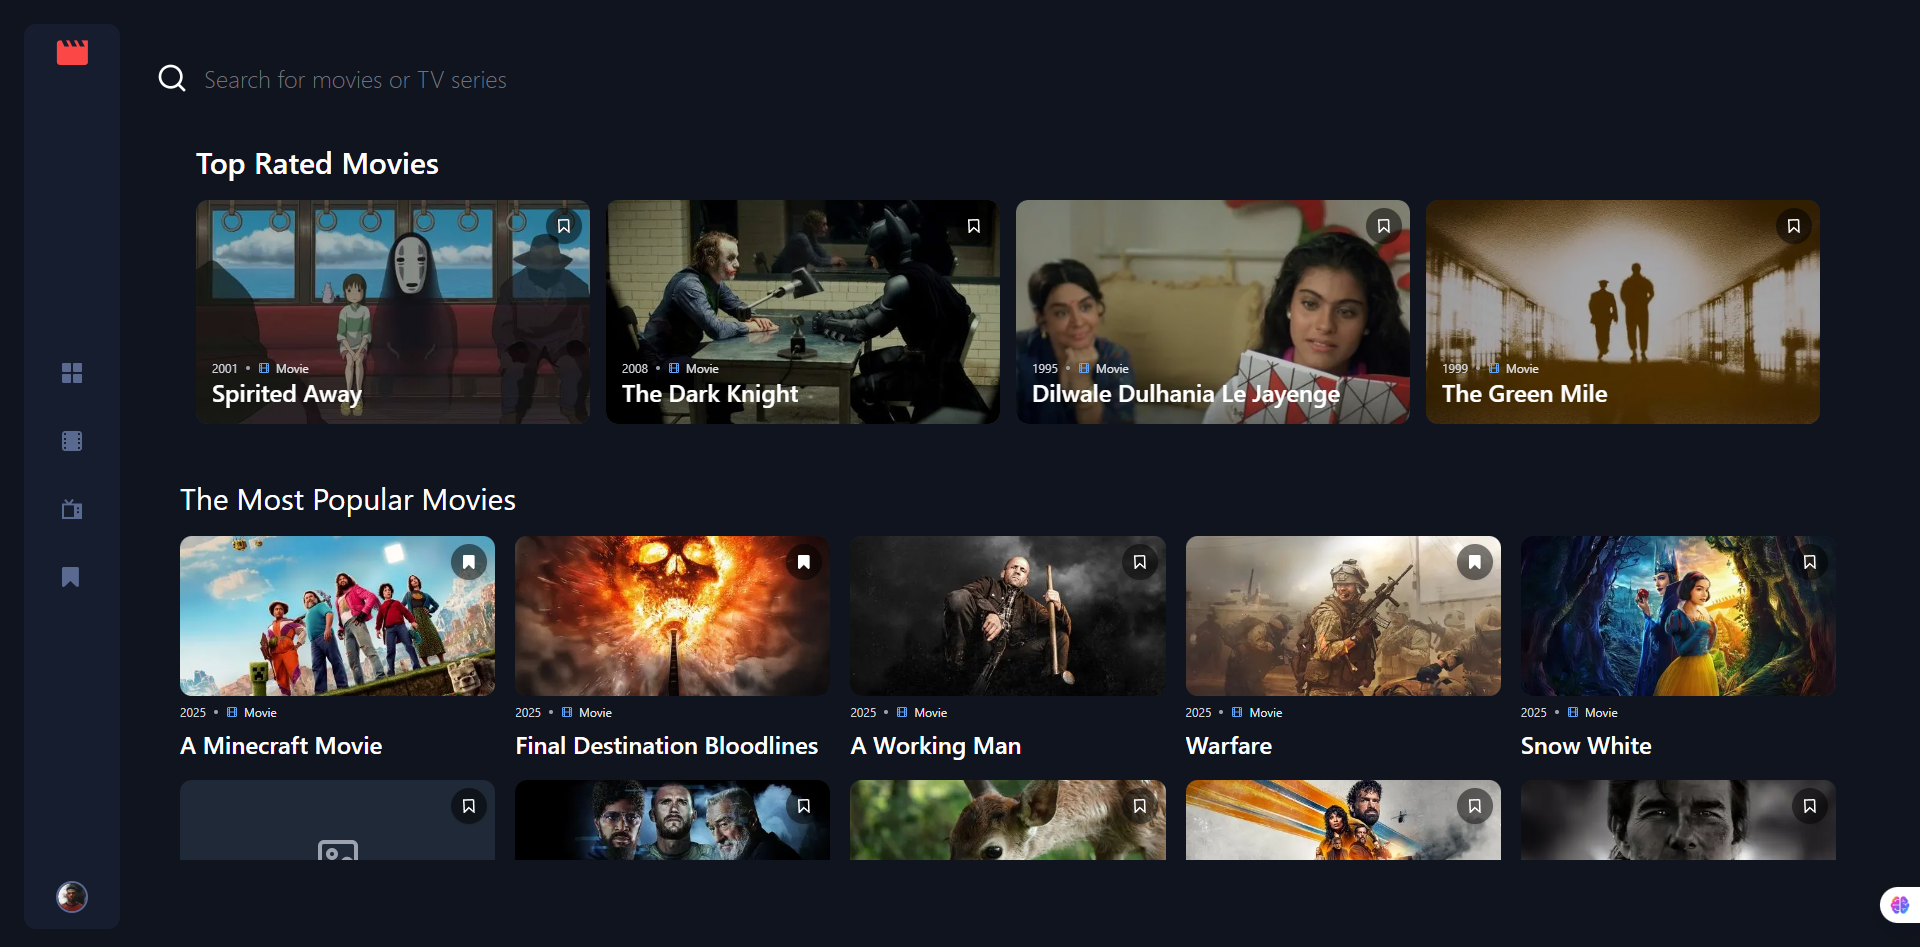 Search for movies or TV series
Top Rated Movies
2001 • Movie
Spirited Away
2008 • Movie
The Dark Knight
1995 • Movie
Dilwale Dulhania Le Jayenge
1999 • Movie
The Green Mile
The Most Popular Movies
2025 • Movie
A Minecraft Movie
2025 • Movie
Final Destination Bloodlines
2025 • Movie
A Working Man
2025 • Movie
Warfare
2025 • Movie
Snow White